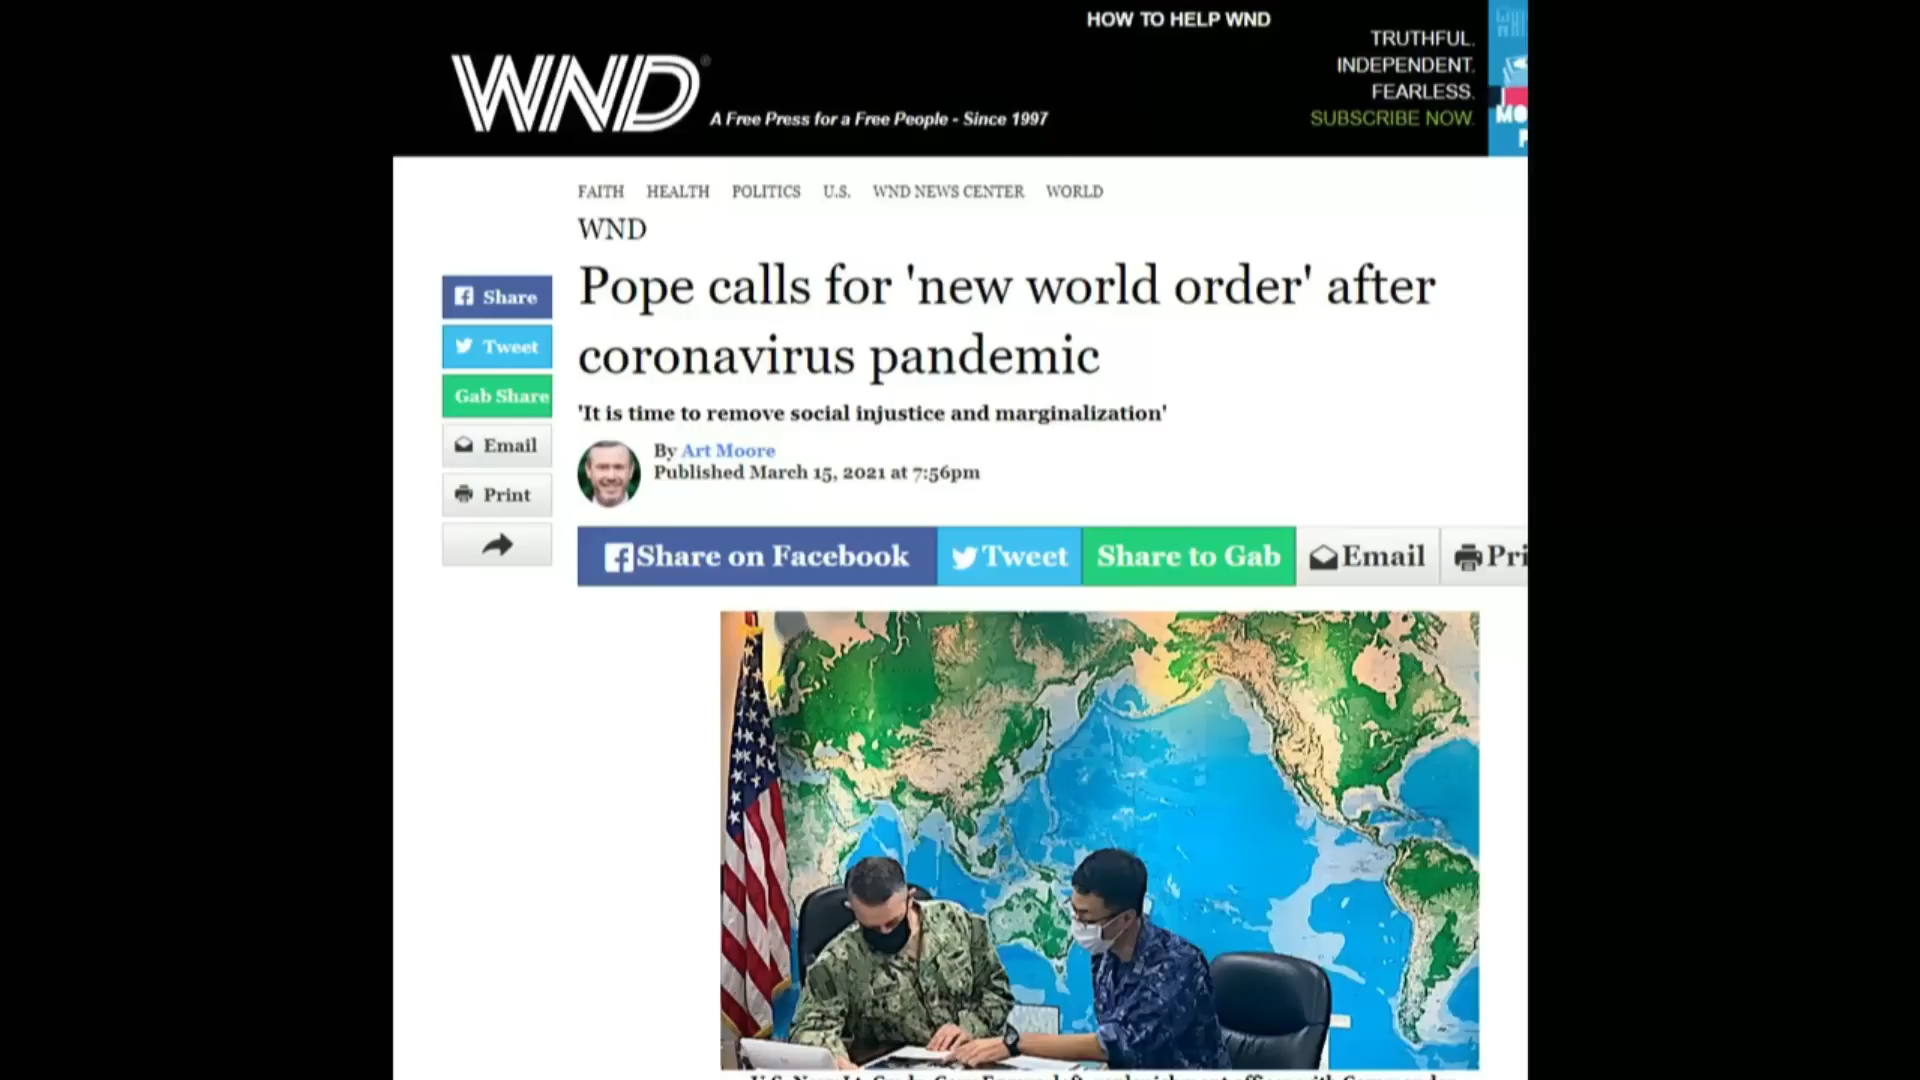 HOW TO HELP WND
TRUTHFUL.
INDEPENDENT.
FEARLESS.
SUBSCRIBE NOW.
WND®
A Free Press for a Free People - Since 1997
FAITH HEALTH POLITICS U.S. WND NEWS CENTER WORLD
WND
Pope calls for 'new world order' after
coronavirus pandemic
'It is time to remove social injustice and marginalization'
By Art Moore
Published March 15, 2021 at 7:56pm
Share
Tweet
Gab Share
Email
Print
Share on Facebook Tweet Share to Gab Email Pri